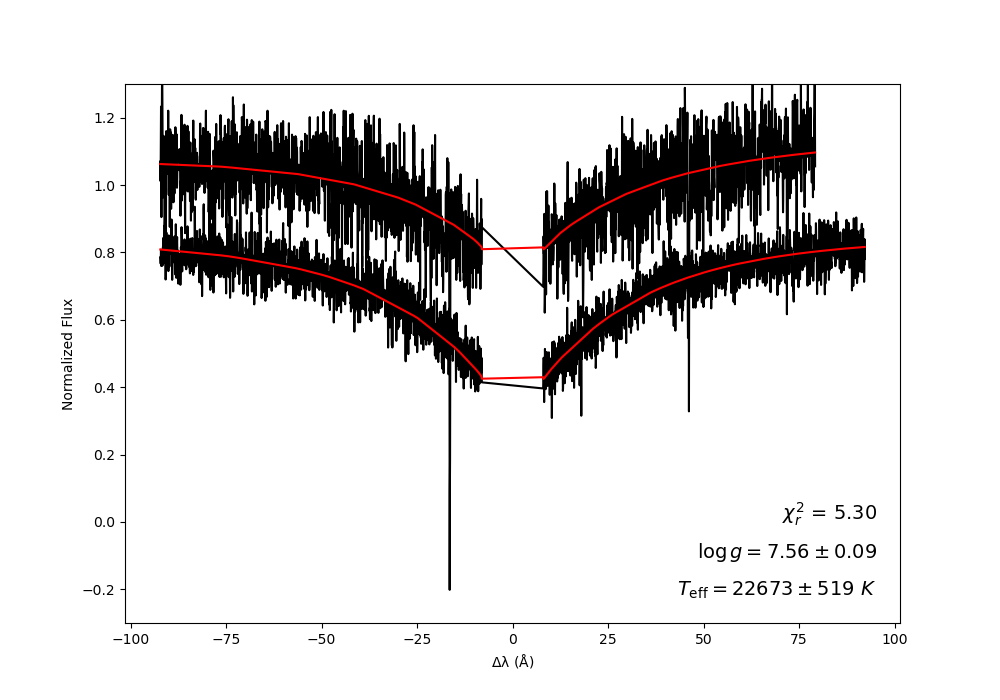 1.2
1.0
0.8
0.6
0.4
0.2
0.0
−0.2
Normalized Flux
χ²ᵣ = 5.30
log g = 7.56 ± 0.09
T_eff = 22673 ± 519 K
−100 −75 −50 −25 0 25 50 75 100
Δλ (Å)